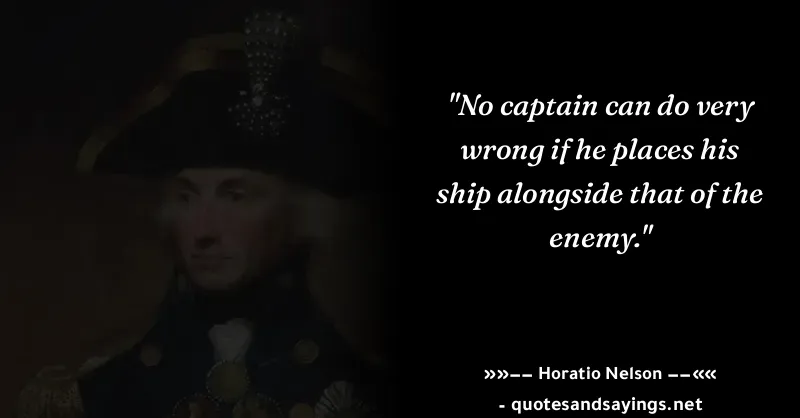 "No captain can do very
wrong if he places his
ship alongside that of the
enemy."
»»–– Horatio Nelson ––««
- quotesandsayings.net